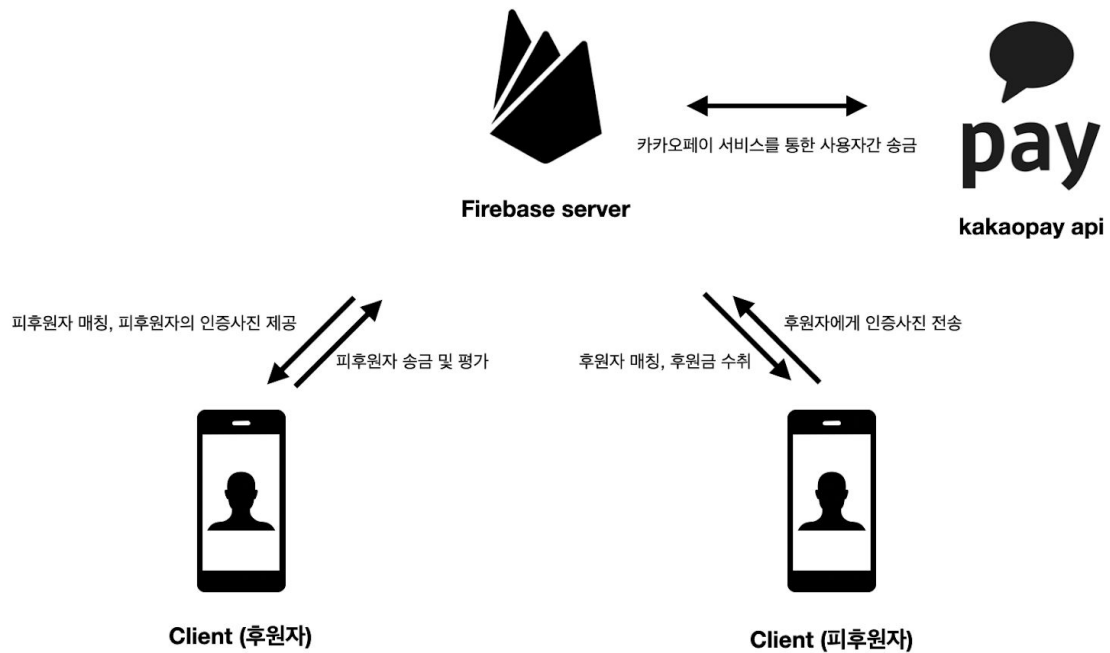 pay
카카오페이 서비스를 통한 사용자간 송금
Firebase server
kakaopay api
피후원자 매칭, 피후원자의 인증사진 제공
후원자에게 인증사진 전송
피후원자 송금 및 평가
후원자 매칭, 후원금 수취
Client (후원자)
Client (피후원자)